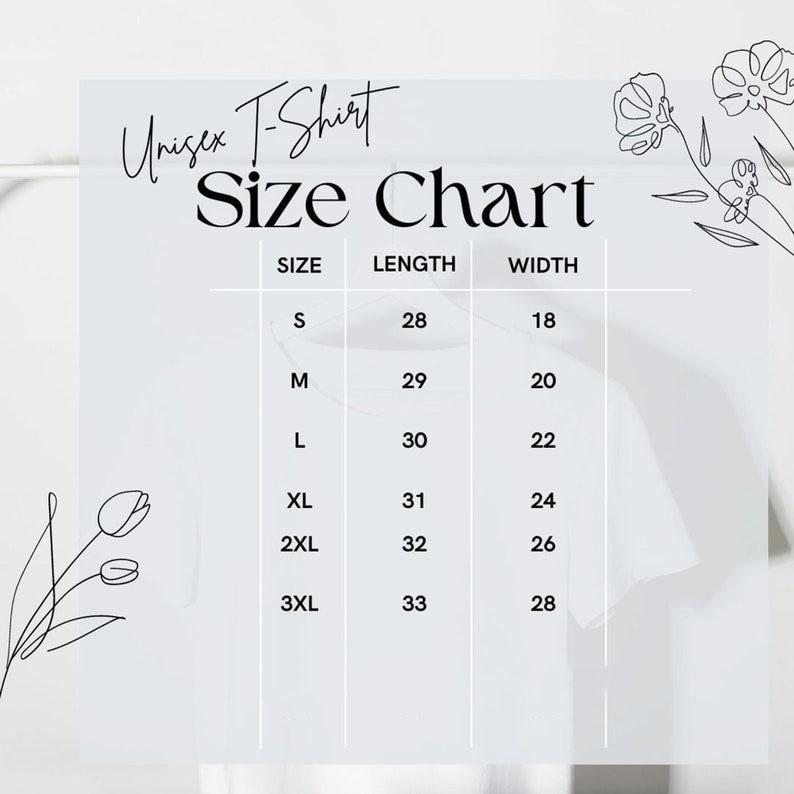 Unisex T-Shirt
Size Chart
SIZE LENGTH WIDTH
S 28 18
M 29 20
L 30 22
XL 31 24
2XL 32 26
3XL 33 28